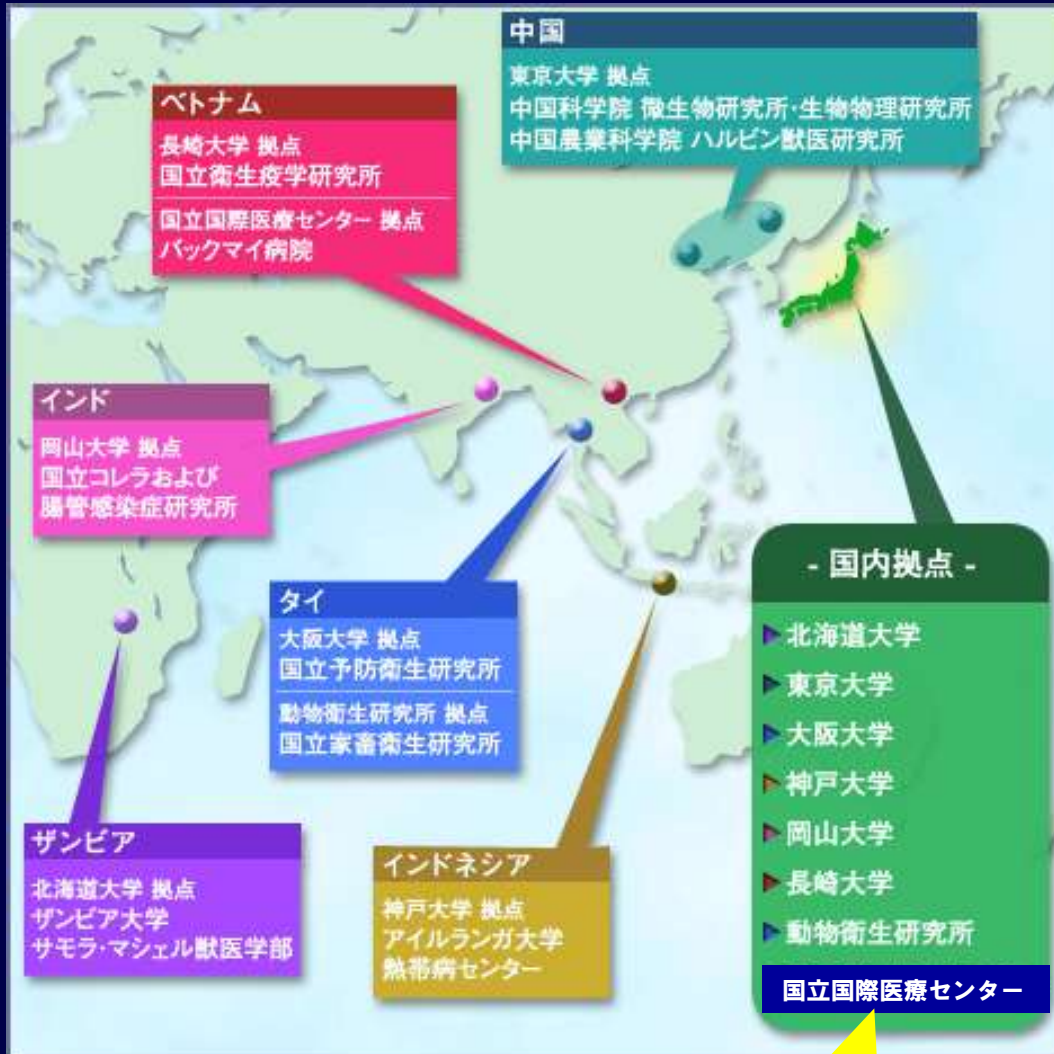 中国
東京大学 拠点
中国科学院 微生物研究所・生物物理研究所
中国農業科学院 ハルビン獣医研究所
ベトナム
長崎大学 拠点
国立衛生疫学研究所
国立国際医療センター 拠点
バックマイ病院
インド
岡山大学 拠点
国立コレラおよび
腸管感染症研究所
タイ
大阪大学 拠点
国立予防衛生研究所
動物衛生研究所 拠点
国立家畜衛生研究所
ザンビア
北海道大学 拠点
ザンビア大学
サモラ・マシェル獣医学部
インドネシア
神戸大学 拠点
アイルランガ大学
熱帯病センター
- 国内拠点 -
北海道大学
東京大学
大阪大学
神戸大学
岡山大学
長崎大学
動物衛生研究所
国立国際医療センター